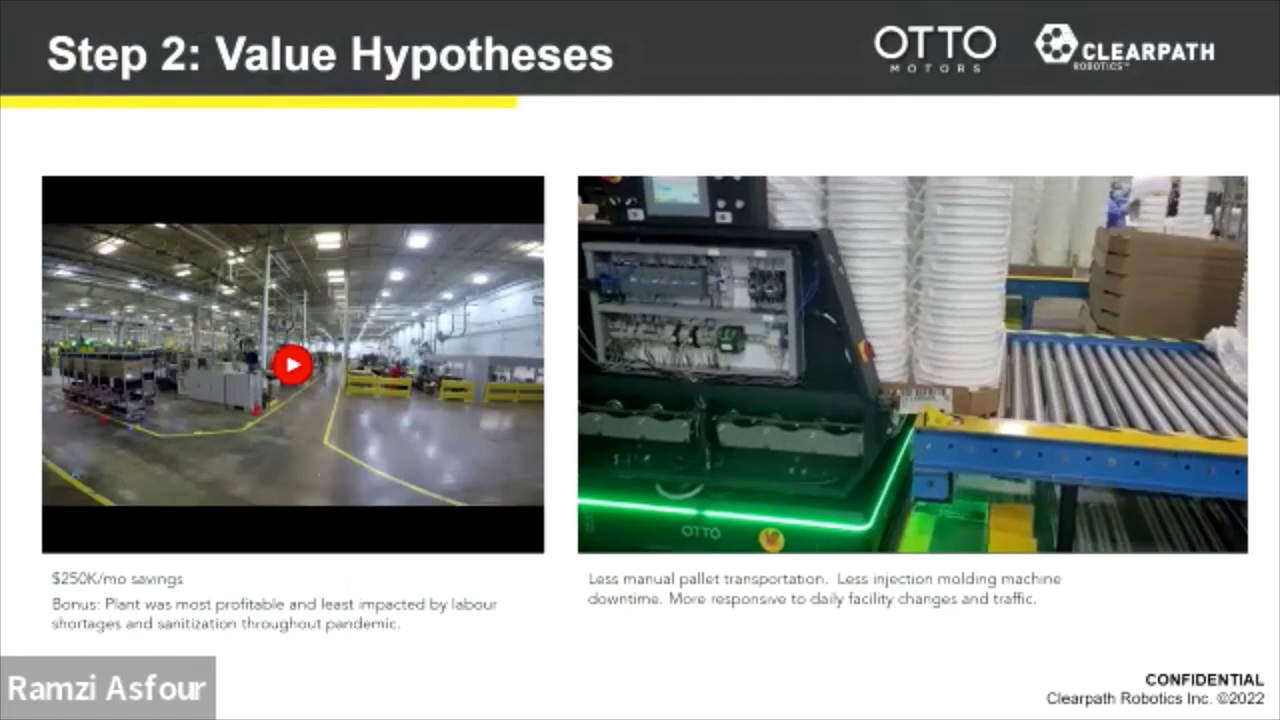 Step 2: Value Hypotheses
OTTO
MOTORS
CLEARPATH
ROBOTICS™
OTTO
$250K/mo savings
Bonus: Plant was most profitable and least impacted by labour
shortages and sanitization throughout pandemic.
Less manual pallet transportation. Less injection molding machine
downtime. More responsive to daily facility changes and traffic.
Ramzi Asfour
CONFIDENTIAL
Clearpath Robotics Inc. ©2022